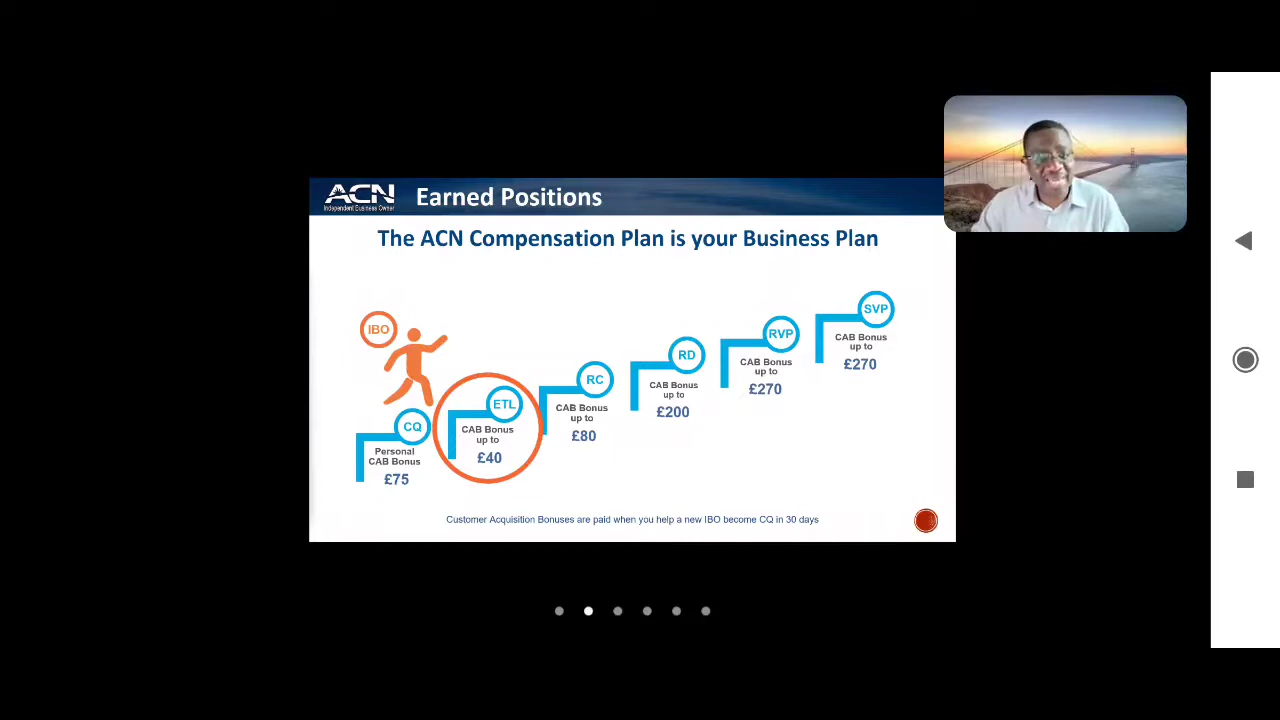 ACN
Independent Business Owner
Earned Positions
The ACN Compensation Plan is your Business Plan
IBO
CQ
Personal
CAB Bonus
£75
ETL
CAB Bonus
up to
£40
RC
CAB Bonus
up to
£80
RD
CAB Bonus
up to
£200
RVP
CAB Bonus
up to
£270
SVP
CAB Bonus
up to
£270
Customer Acquisition Bonuses are paid when you help a new IBO become CQ in 30 days